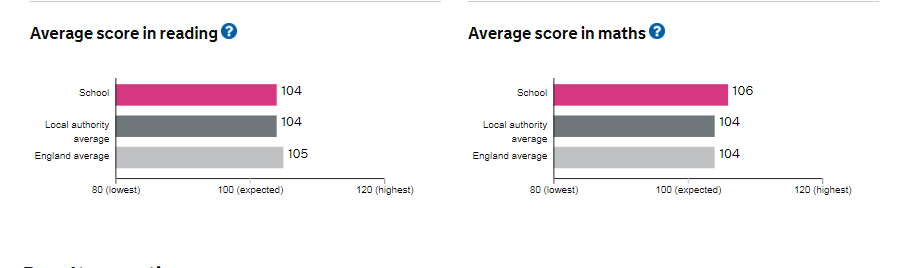 Average score in reading ?
School 104
Local authority 104
average
England average 105
80 (lowest) 100 (expected) 120 (highest)
Average score in maths ?
School 106
Local authority 104
average
England average 104
80 (lowest) 100 (expected) 120 (highest)